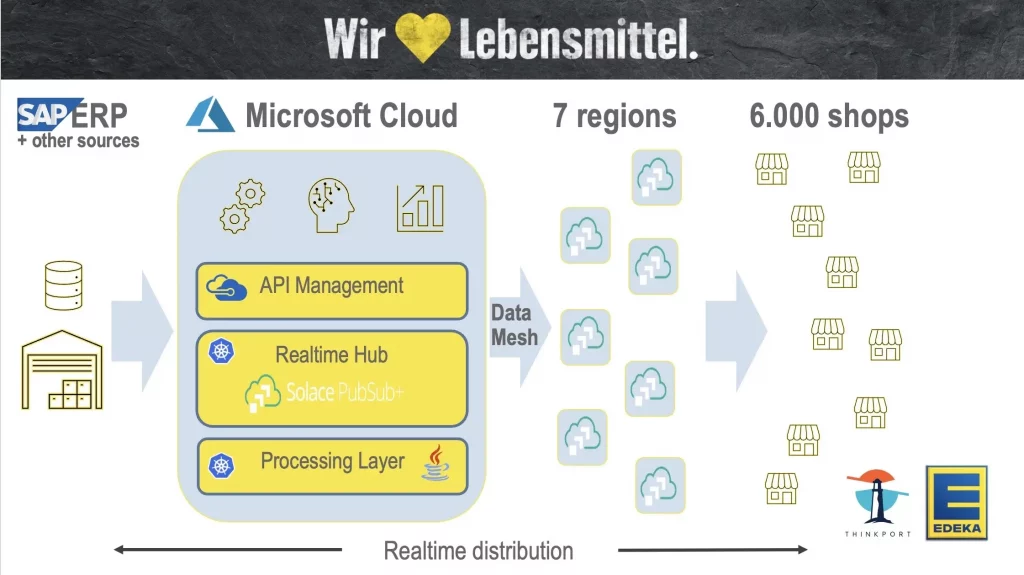 Wir Lebensmittel.
SAP ERP
+ other sources
Microsoft Cloud
7 regions
6.000 shops
API Management
Realtime Hub
Solace PubSub+
Processing Layer
Data
Mesh
THINKPORT
E
EDEKA
Realtime distribution